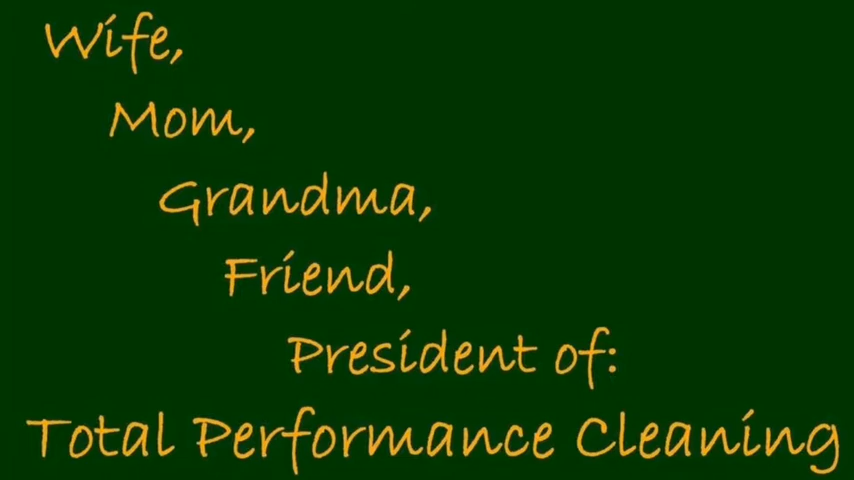 Wife,
Mom,
Grandma,
Friend,
President of:
Total Performance Cleaning